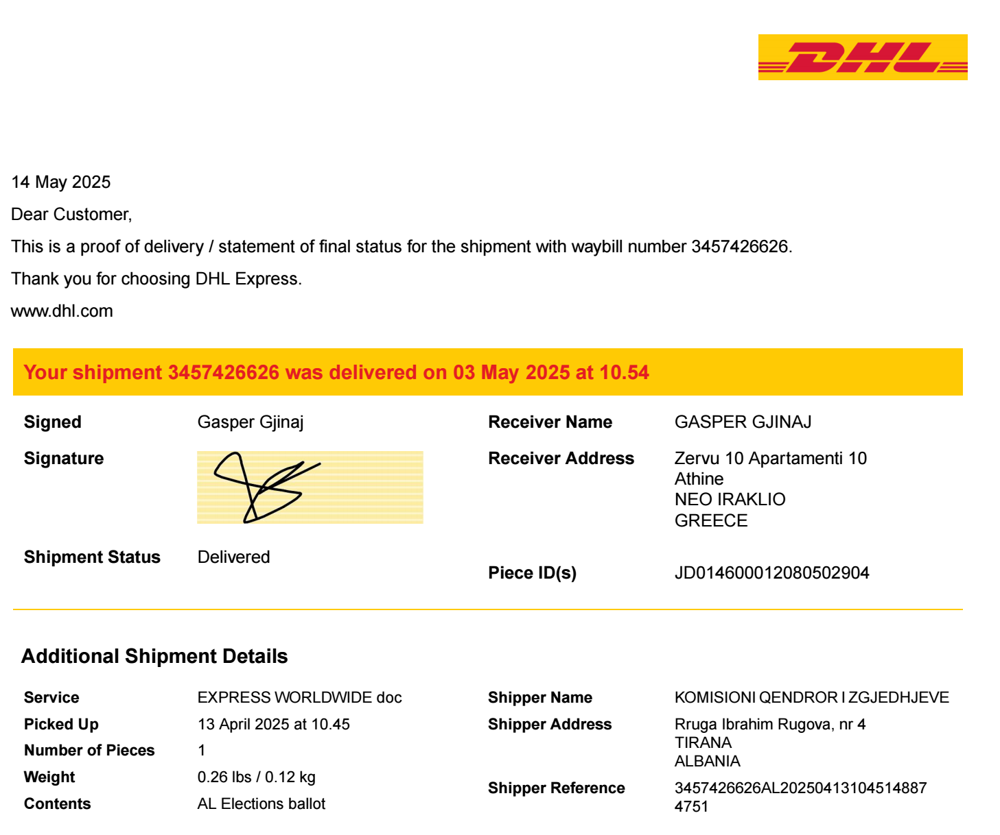 DHL
14 May 2025
Dear Customer,
This is a proof of delivery / statement of final status for the shipment with waybill number 3457426626.
Thank you for choosing DHL Express.
www.dhl.com
Your shipment 3457426626 was delivered on 03 May 2025 at 10.54
Signed Gasper Gjinaj Receiver Name GASPER GJINAJ
Signature Receiver Address Zervu 10 Apartamenti 10
Athine
NEO IRAKLIO
GREECE
Shipment Status Delivered
Piece ID(s) JD014600012080502904
Additional Shipment Details
Service EXPRESS WORLDWIDE doc Shipper Name KOMISIONI QENDROR I ZGJEDHJEVE
Picked Up 13 April 2025 at 10.45 Shipper Address Rruga Ibrahim Rugova, nr 4
TIRANA
Number of Pieces 1
ALBANIA
Weight 0.26 lbs / 0.12 kg
Shipper Reference 3457426626AL20250413104514887
4751
Contents AL Elections ballot